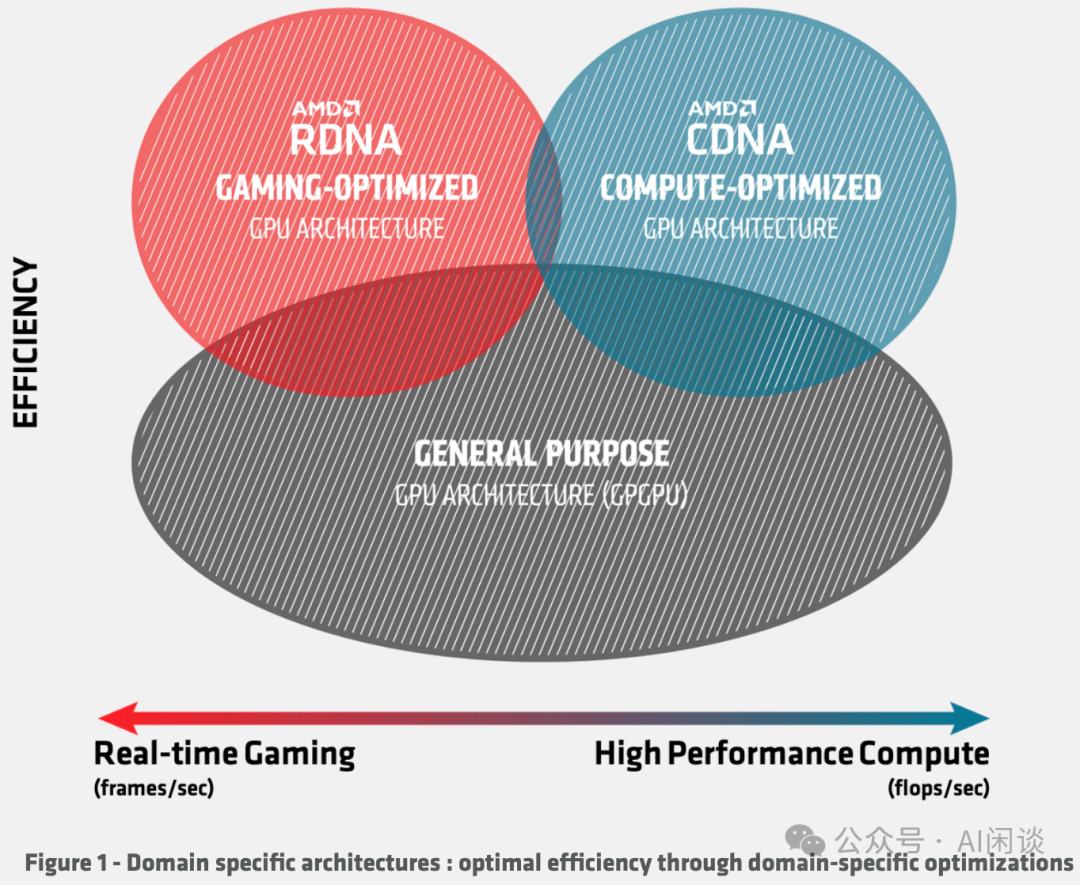 AMD
RDNA
GAMING-OPTIMIZED
GPU ARCHITECTURE
AMD
CDNA
COMPUTE-OPTIMIZED
GPU ARCHITECTURE
EFFICIENCY
GENERAL PURPOSE
GPU ARCHITECTURE (GPGPU)
Real-time Gaming
(frames/sec)
High Performance Compute
(flops/sec)
公众号 · AI闲谈
Figure 1 - Domain specific architectures : optimal efficiency through domain-specific optimizations